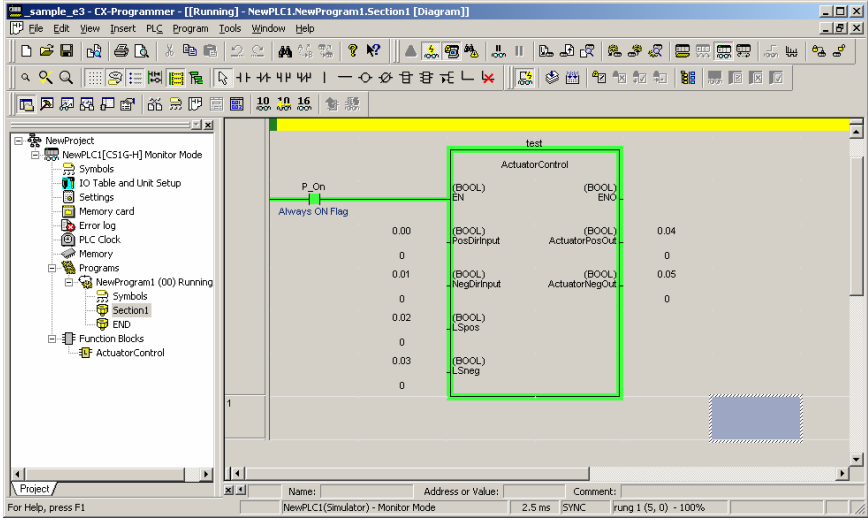 _sample_e3 - CX-Programmer - [[Running] - NewPLC1.NewProgram1.Section1 [Diagram]]
File Edit View Insert PLC Program Tools Window Help
10 10 16
NewProject
NewPLC1[CS1G-H] Monitor Mode
Symbols
IO Table and Unit Setup
Settings
Memory card
Error log
PLC Clock
Memory
Programs
NewProgram1 (00) Running
Symbols
Section1
END
Function Blocks
ActuatorControl
Project
test
ActuatorControl
P_On
Always ON Flag
(BOOL) (BOOL)
EN ENO
0.00 (BOOL) (BOOL) 0.04
PosDirInput ActuatorPosOut
0 0
0.01 (BOOL) (BOOL) 0.05
NegDirInput ActuatorNegOut
0 0
0.02 (BOOL)
LSpos
0
0.03 (BOOL)
LSneg
0
1
Name: Address or Value: Comment:
For Help, press F1 NewPLC1(Simulator) - Monitor Mode 2.5 ms SYNC rung 1 (5, 0) - 100%